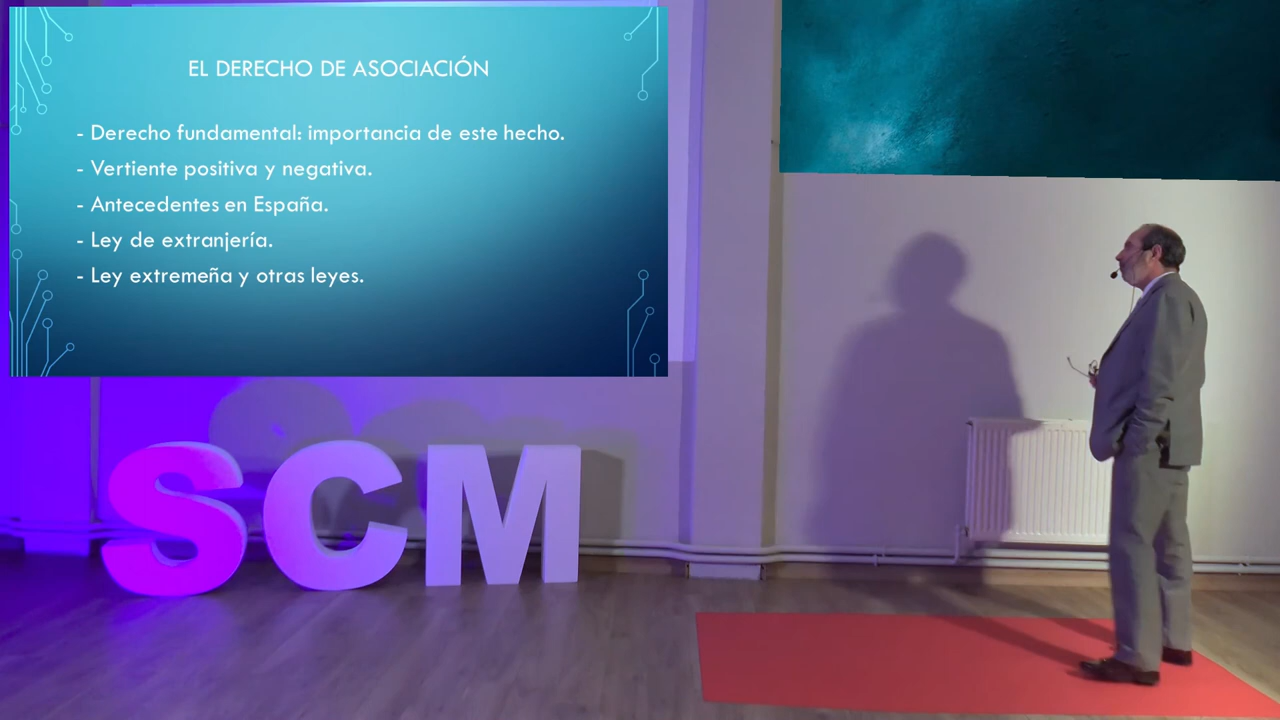 EL DERECHO DE ASOCIACIÓN
- Derecho fundamental: importancia de este hecho.
- Vertiente positiva y negativa.
- Antecedentes en España.
- Ley de extranjería.
- Ley extremeña y otras leyes.
SCM